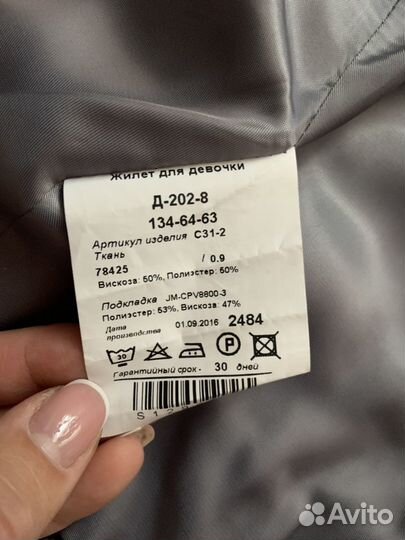 Жилет для девочки
Д-202-8
134-64-63
Артикул изделия С31-2
Ткань
78425 / 0.9
Вискоза: 50%, Полиэстер: 50%
Подкладка JM-CPV8800-3
Полиэстер: 53%, Вискоза: 47%
Дата производства 01.09.2016 2484
30 P
Гарантийный срок - 30 дней
S 1 2
Avito